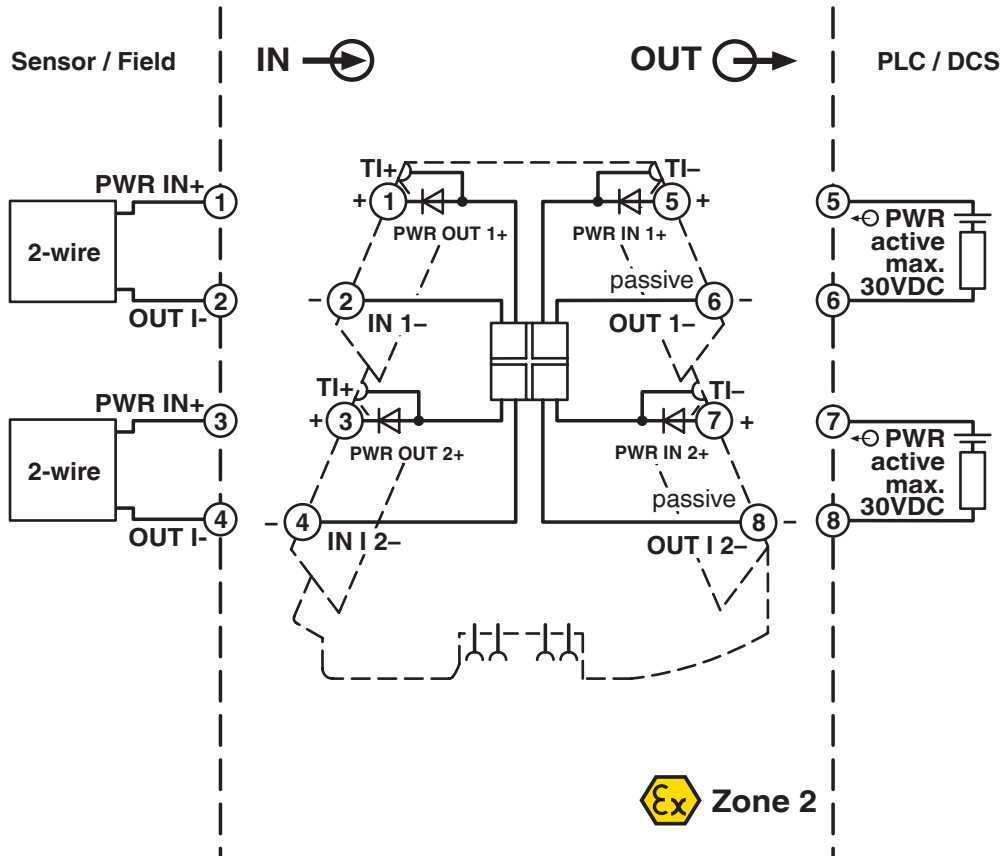 Sensor / Field
IN
OUT
PLC / DCS
PWR IN+
1
2-wire
2
OUT I-
PWR IN+
3
2-wire
4
OUT I-
TI+
+ 1
PWR OUT 1+
– 2
IN 1–
TI+
+ 3
PWR OUT 2+
– 4
IN I 2–
TI–
5 +
PWR IN 1+
passive
6 –
OUT 1–
TI–
7 +
PWR IN 2+
passive
8 –
OUT I 2–
5
PWR
active
max.
30VDC
6
7
PWR
active
max.
30VDC
8
Ex Zone 2